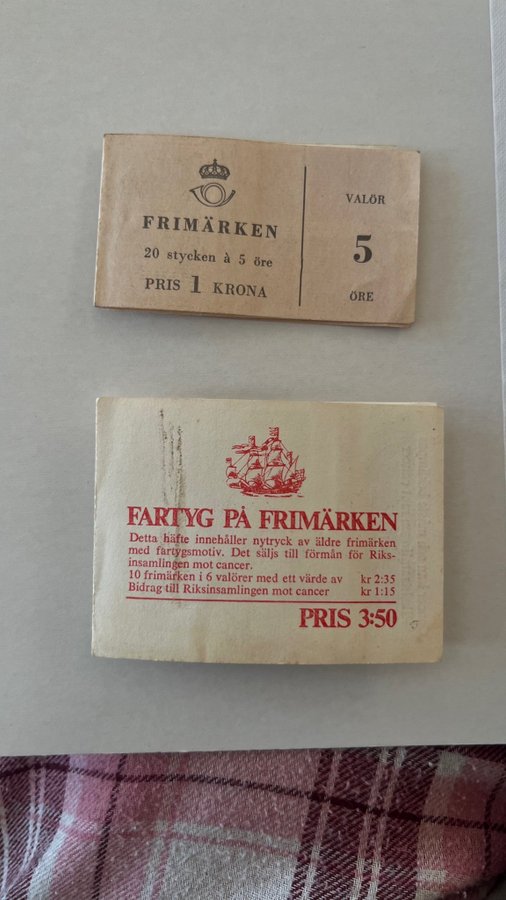 FRIMÄRKEN
20 stycken à 5 öre
PRIS 1 KRONA
VALÖR
5
ÖRE
FARTYG PÅ FRIMÄRKEN
Detta häfte innehåller nytryck av äldre frimärken
med fartygsmotiv. Det säljs till förmån för Riks-
insamlingen mot cancer.
10 frimärken i 6 valörer med ett värde av kr 2:35
Bidrag till Riksinsamlingen mot cancer kr 1:15
PRIS 3:50